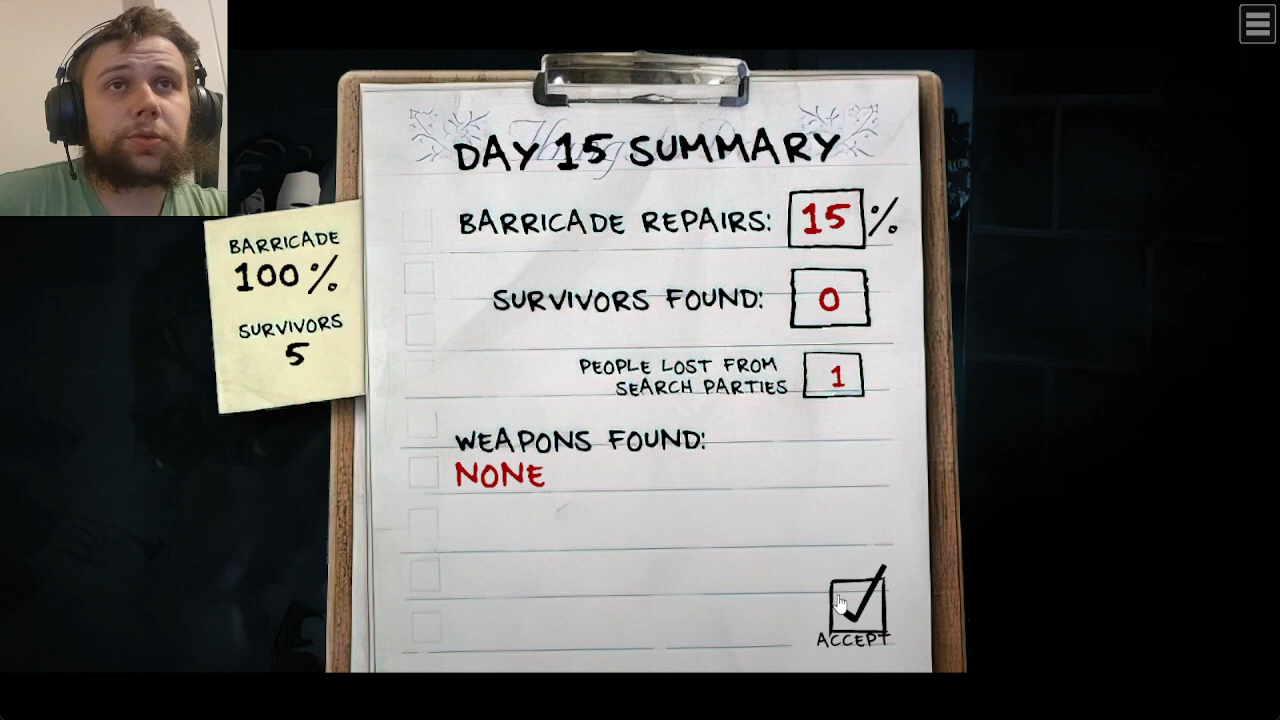 DAY 15 SUMMARY
BARRICADE REPAIRS: 15 %
SURVIVORS FOUND: 0
PEOPLE LOST FROM
SEARCH PARTIES 1
WEAPONS FOUND:
NONE
ACCEPT
BARRICADE
100%
SURVIVORS
5